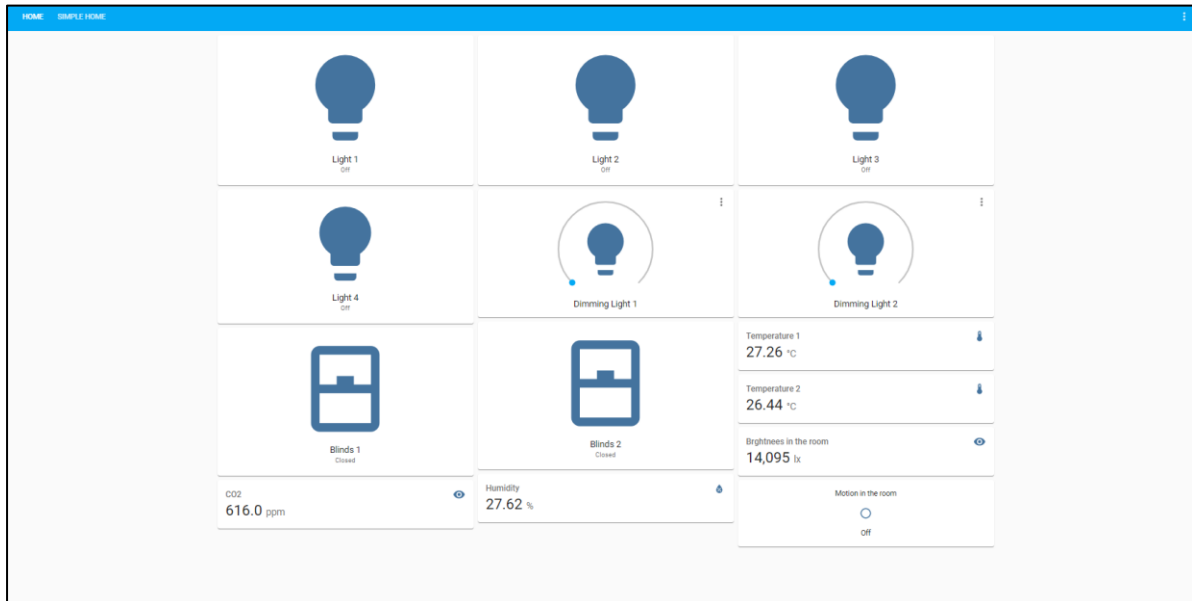 HOME SIMPLE HOME
Light 1
Off
Light 2
Off
Light 3
Off
Light 4
Off
Dimming Light 1
Dimming Light 2
Blinds 1
Closed
Blinds 2
Closed
Temperature 1
27.26 °C
Temperature 2
26.44 °C
Brghtnees in the room
14,095 lx
CO2
616.0 ppm
Humidity
27.62 %
Motion in the room
Off